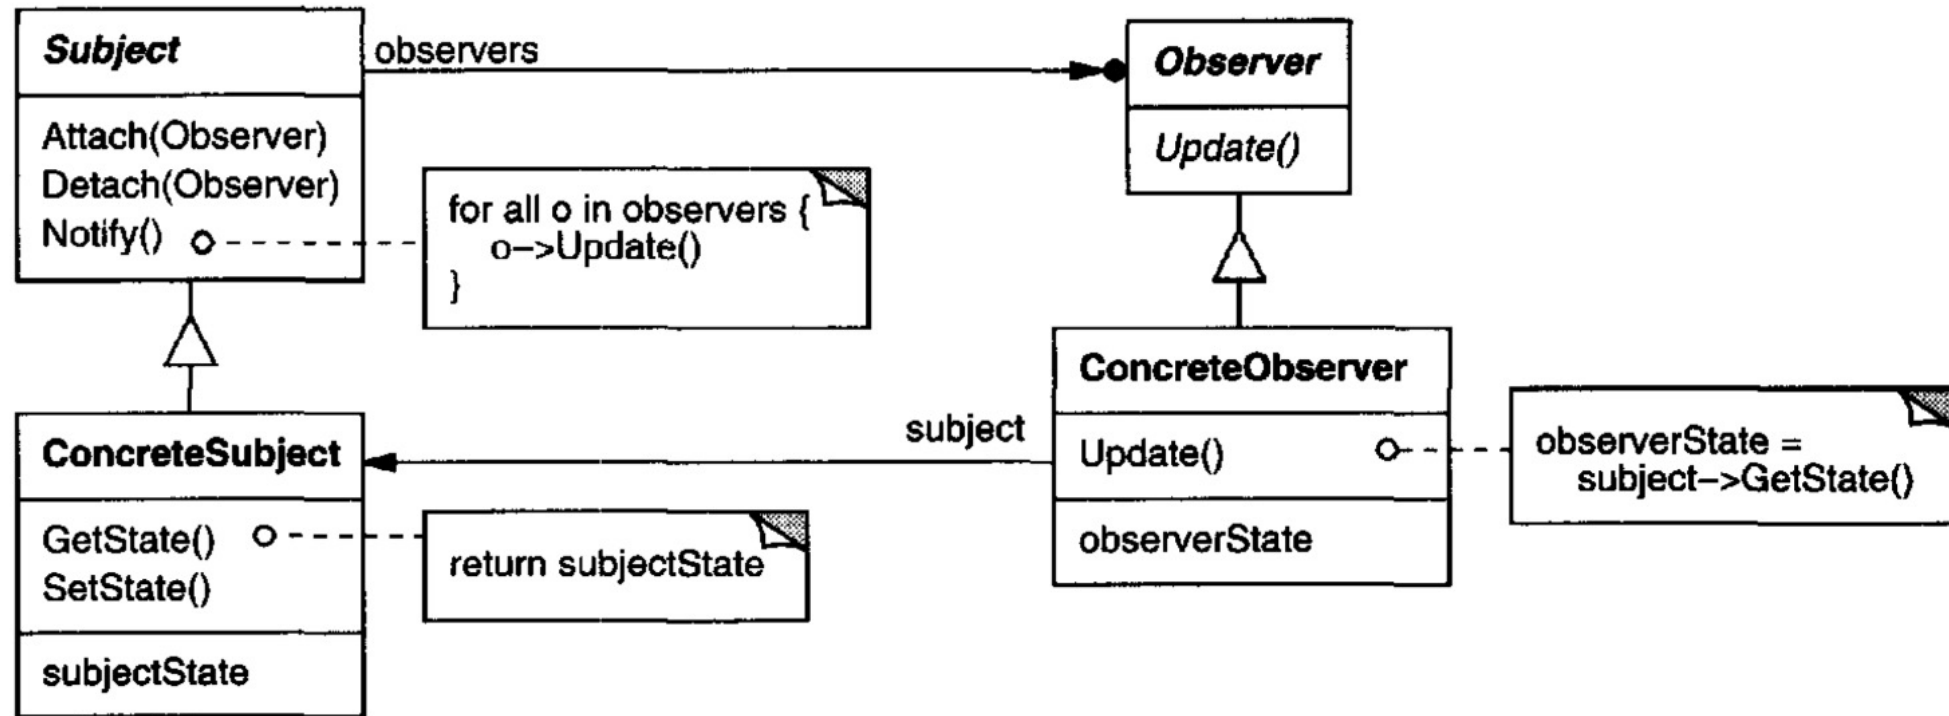 Subject
observers
Attach(Observer)
Detach(Observer)
Notify()
for all o in observers {
o–>Update()
}
Observer
Update()
ConcreteSubject
GetState()
SetState()
subjectState
return subjectState
subject
ConcreteObserver
Update()
observerState
observerState =
subject–>GetState()